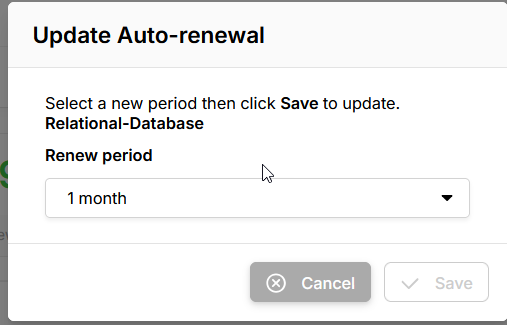 Update Auto-renewal
Select a new period then click Save to update.
Relational-Database
Renew period
1 month
Cancel
Save